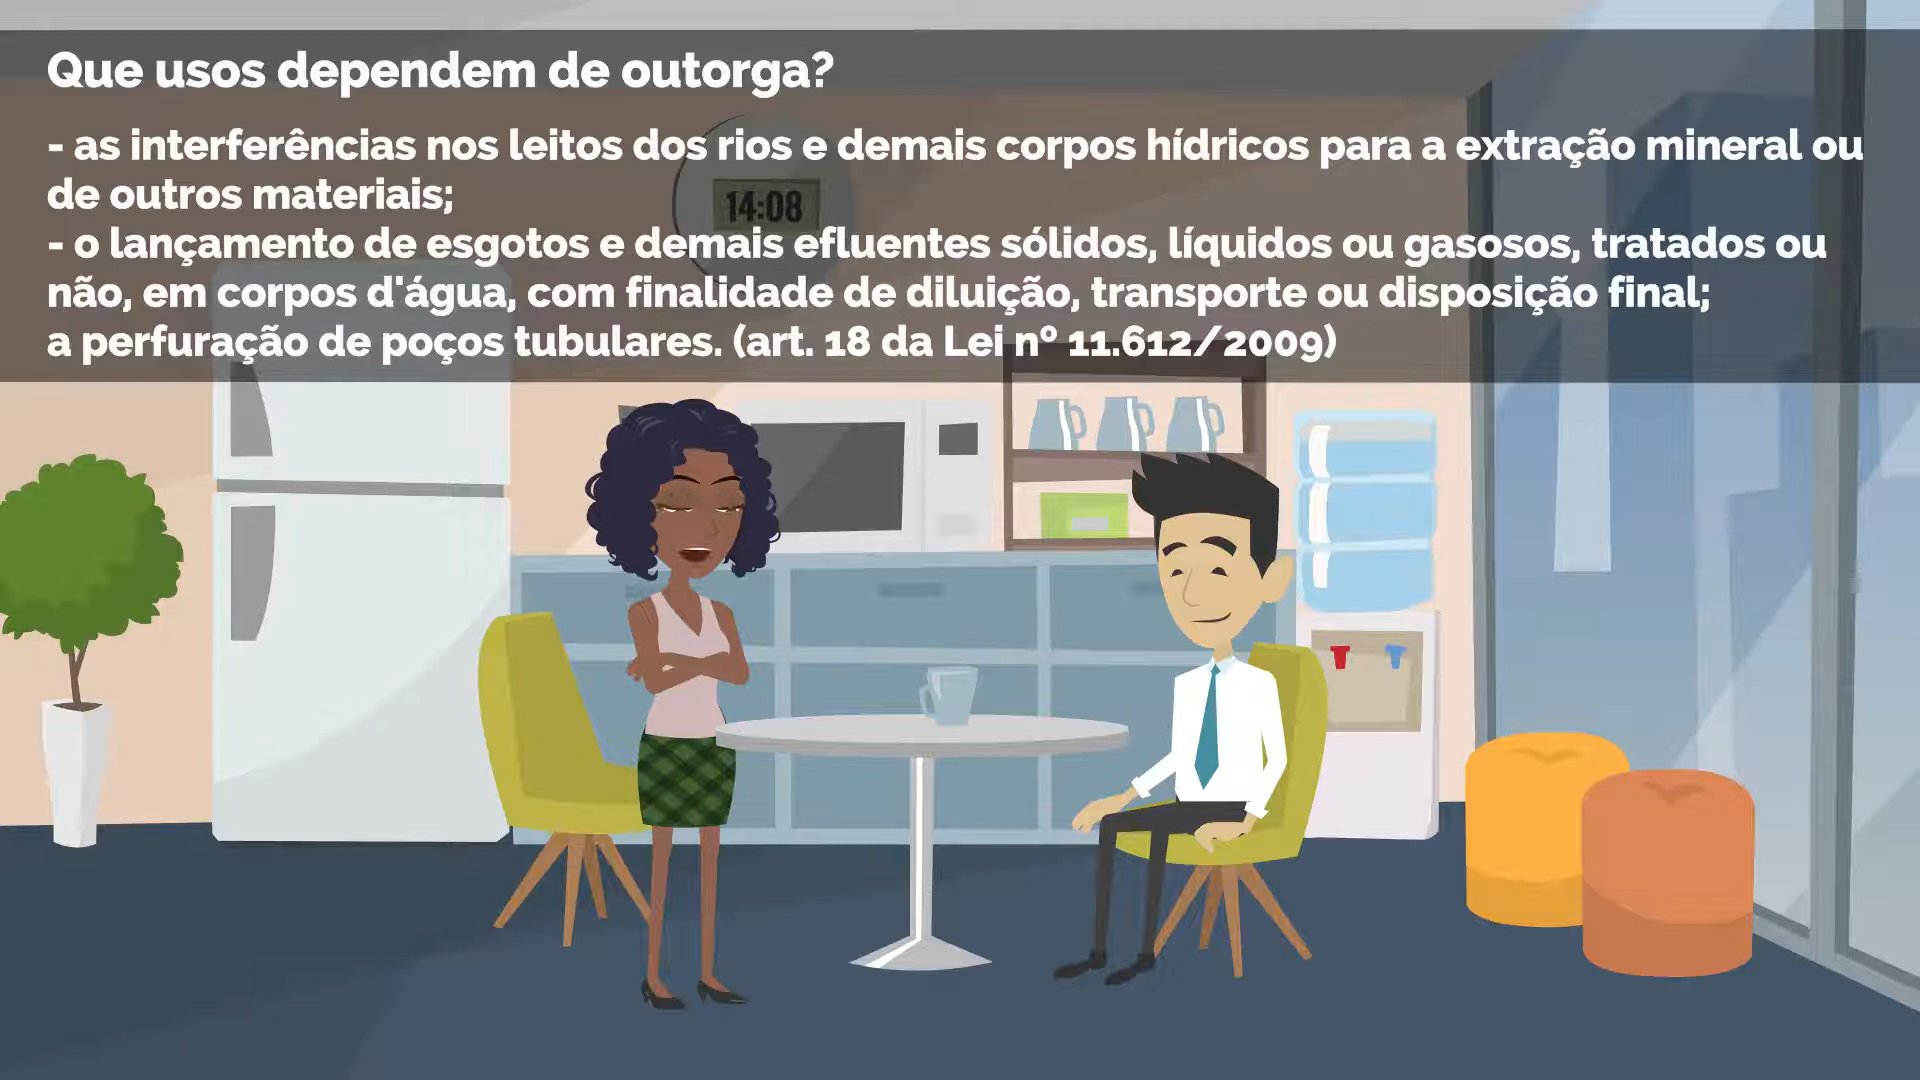 Que usos dependem de outorga?
- as interferências nos leitos dos rios e demais corpos hídricos para a extração mineral ou
de outros materiais;
14:08
- o lançamento de esgotos e demais efluentes sólidos, líquidos ou gasosos, tratados ou
não, em corpos d'água, com finalidade de diluição, transporte ou disposição final;
a perfuração de poços tubulares. (art. 18 da Lei nº 11.612/2009)